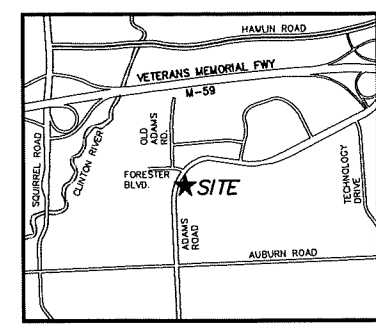 HAMLIN ROAD
VETERANS MEMORIAL FWY
M-59
SQUIRREL ROAD
CLINTON RIVER
OLD
ADAMS
RD.
FORESTER
BLVD.
SITE
TECHNOLOGY
DRIVE
ADAMS
ROAD
AUBURN ROAD